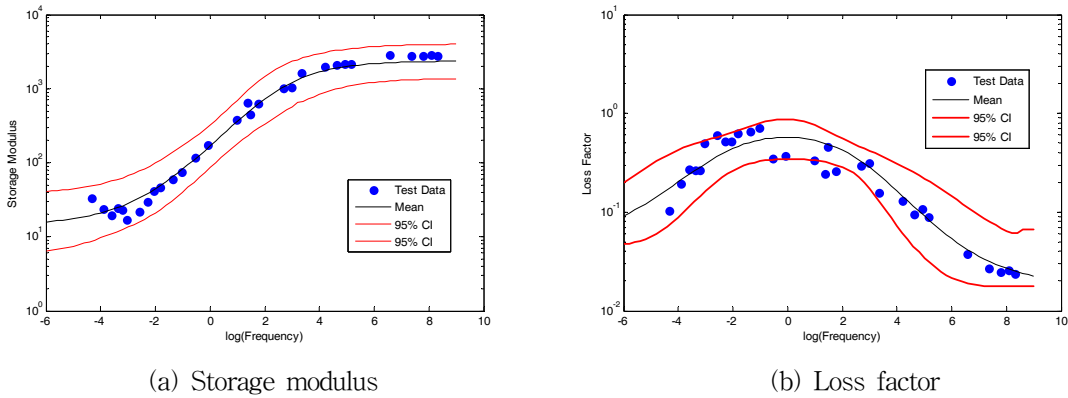 10^4
10^3
10^2
10^1
10^0
Storage Modulus
-6 -4 -2 0 2 4 6 8 10
log(Frequency)
Test Data
Mean
95% CI
95% CI
(a) Storage modulus
10^1
10^0
10^-1
10^-2
Loss Factor
-6 -4 -2 0 2 4 6 8 10
log(Frequency)
Test Data
Mean
95% CI
95% CI
(b) Loss factor